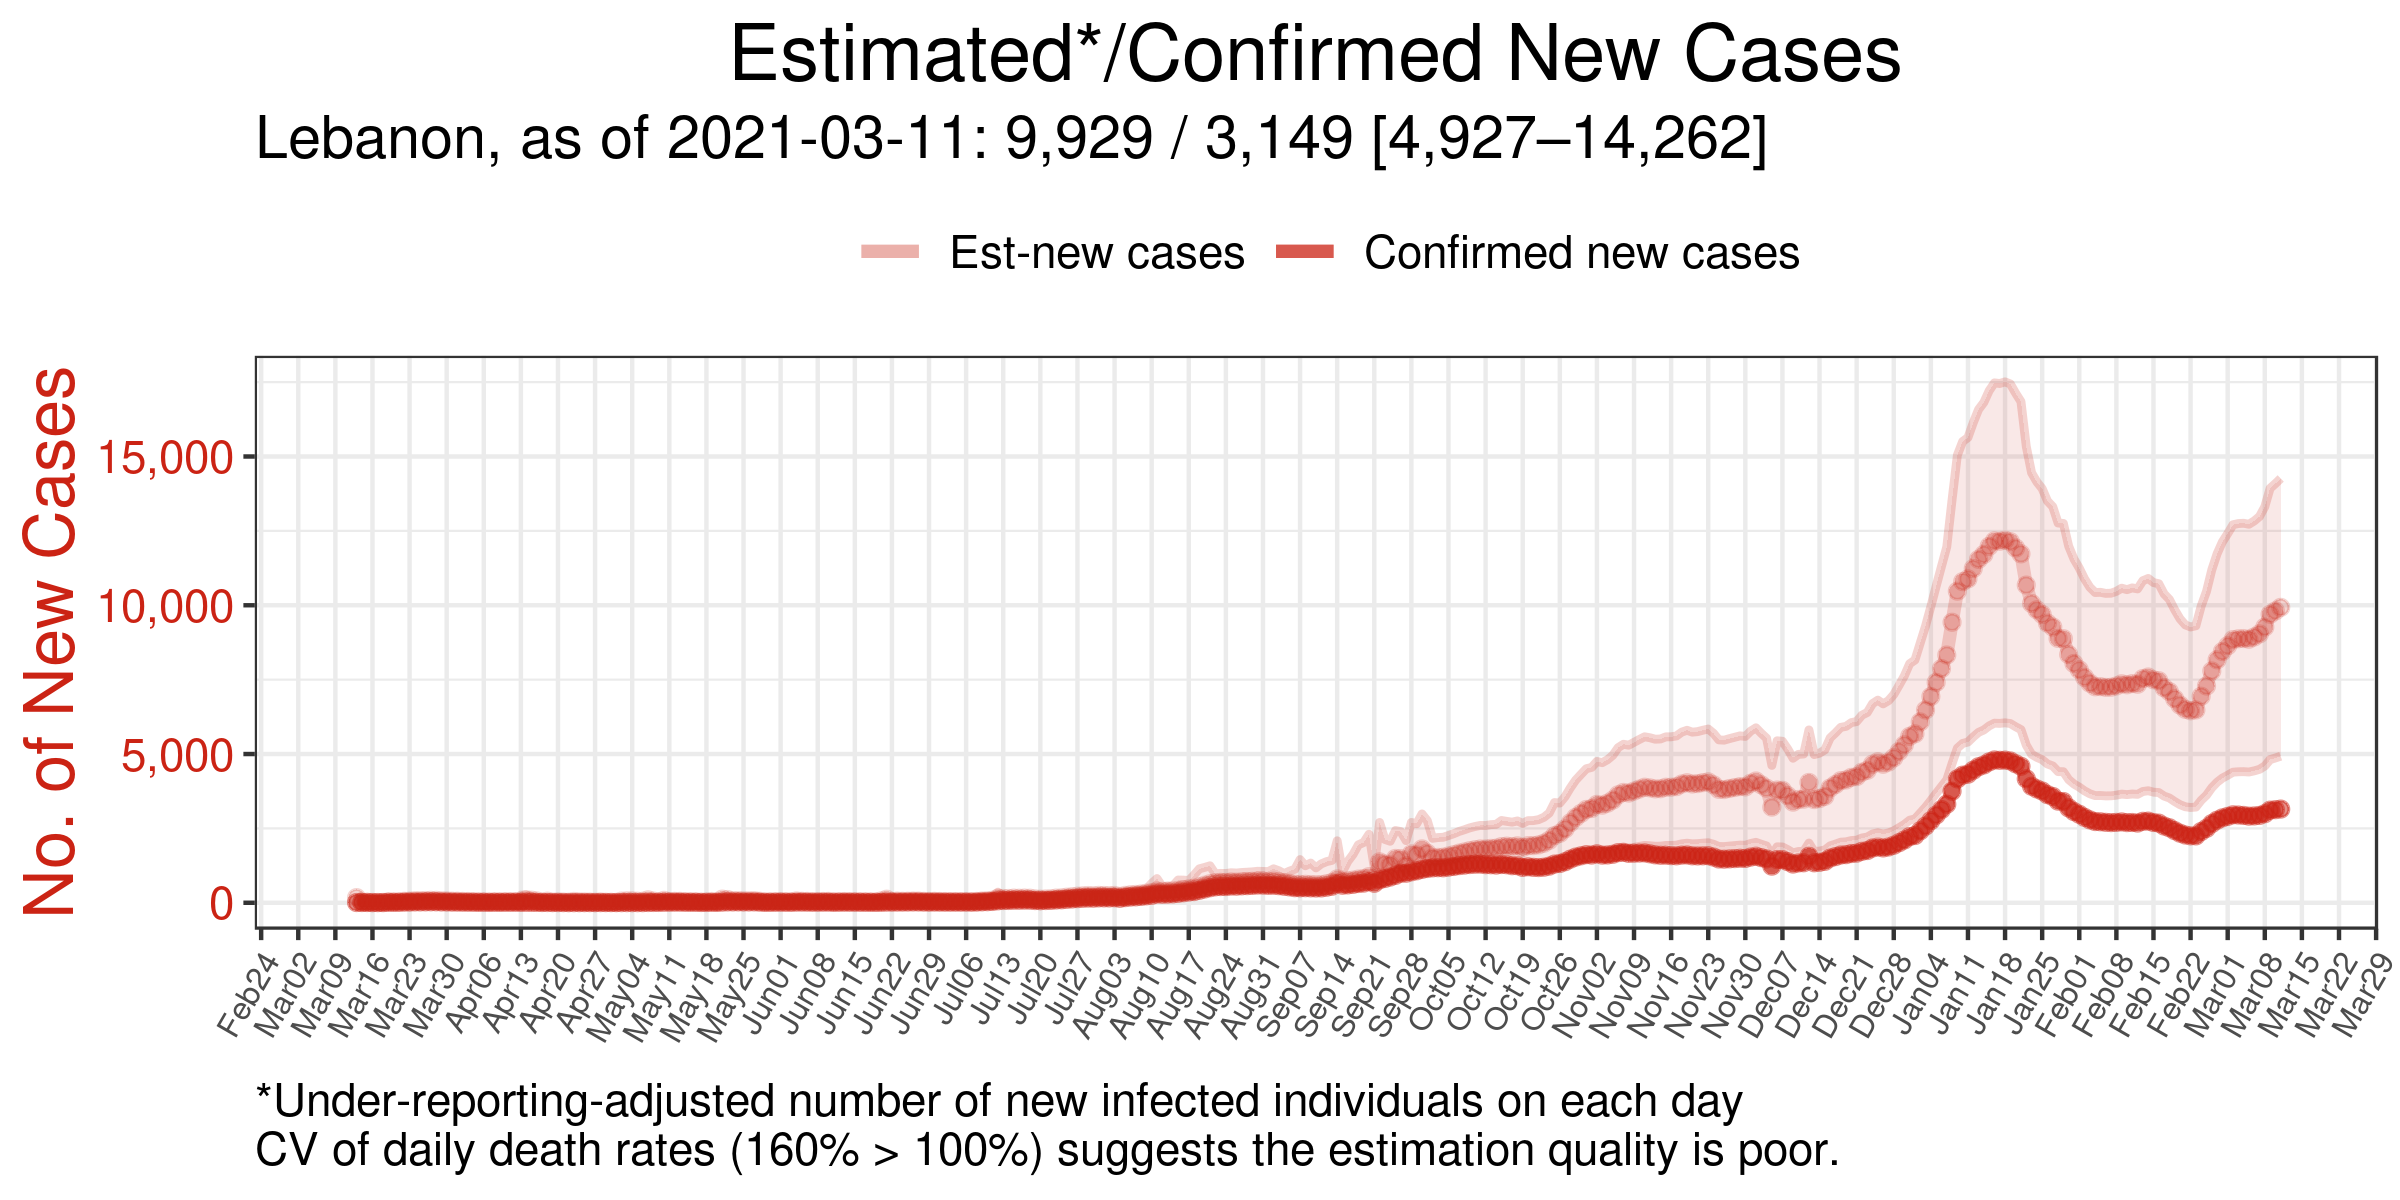 Estimated*/Confirmed New Cases
Lebanon, as of 2021-03-11: 9,929 / 3,149 [4,927–14,262]
Est-new cases Confirmed new cases
No. of New Cases
15,000
10,000
5,000
0
Feb24 Mar02 Mar09 Mar16 Mar23 Mar30 Apr06 Apr13 Apr20 Apr27 May04 May11 May18 May25 Jun01 Jun08 Jun15 Jun22 Jun29 Jul06 Jul13 Jul20 Jul27 Aug03 Aug10 Aug17 Aug24 Aug31 Sep07 Sep14 Sep21 Sep28 Oct05 Oct12 Oct19 Oct26 Nov02 Nov09 Nov16 Nov23 Nov30 Dec07 Dec14 Dec21 Dec28 Jan04 Jan11 Jan18 Jan25 Feb01 Feb08 Feb15 Feb22 Mar01 Mar08 Mar15 Mar22 Mar29
*Under-reporting-adjusted number of new infected individuals on each day
CV of daily death rates (160% > 100%) suggests the estimation quality is poor.